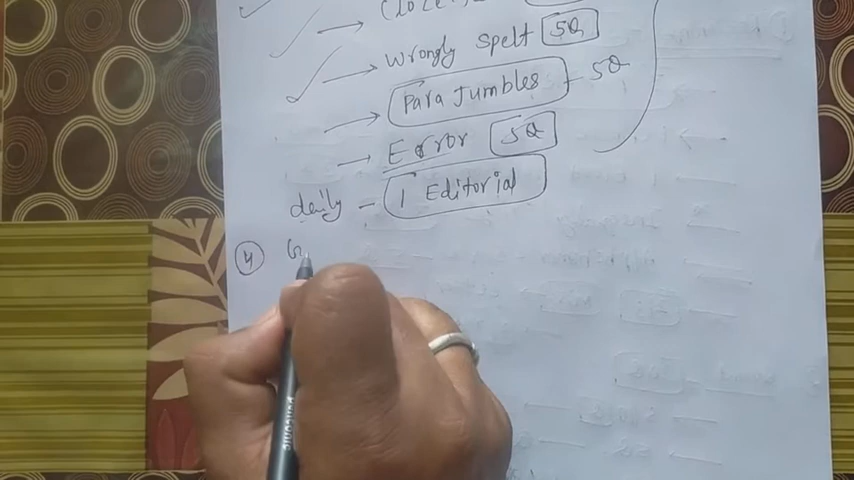 → Wrongly spelt 5Q
→ Para Jumbles - 5Q
→ Error 5Q
daily - 1 Editorial
4 G